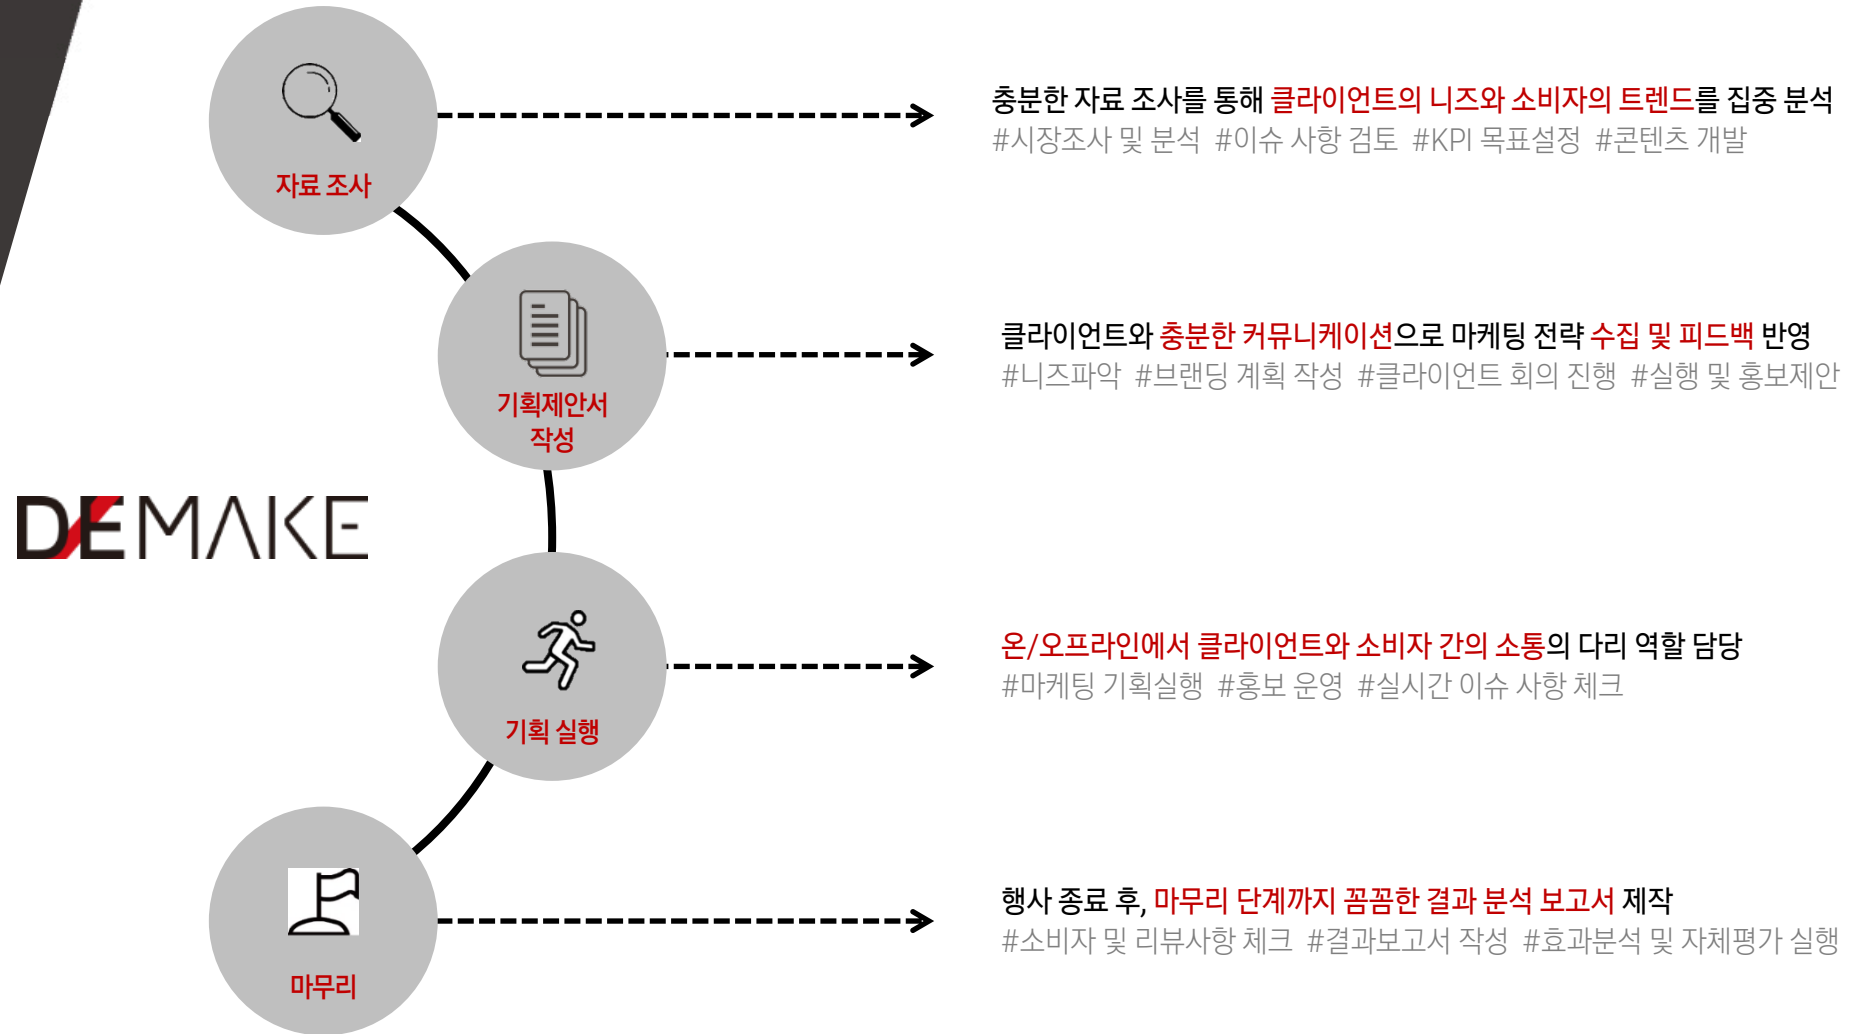 자료 조사
충분한 자료 조사를 통해 클라이언트의 니즈와 소비자의 트렌드를 집중 분석
#시장조사 및 분석 #이슈 사항 검토 #KPI 목표설정 #콘텐츠 개발
기획제안서
작성
클라이언트와 충분한 커뮤니케이션으로 마케팅 전략 수집 및 피드백 반영
#니즈파악 #브랜딩 계획 작성 #클라이언트 회의 진행 #실행 및 홍보제안
DEMAKE
기획 실행
온/오프라인에서 클라이언트와 소비자 간의 소통의 다리 역할 담당
#마케팅 기획실행 #홍보 운영 #실시간 이슈 사항 체크
마무리
행사 종료 후, 마무리 단계까지 꼼꼼한 결과 분석 보고서 제작
#소비자 및 리뷰사항 체크 #결과보고서 작성 #효과분석 및 자체평가 실행